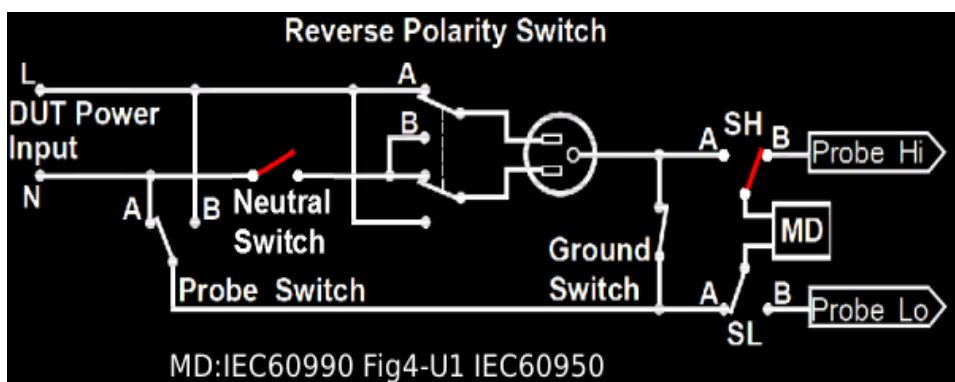 Reverse Polarity Switch
L
A
DUT Power
Input
B
A
SH
B
Probe Hi
N
A
B
Neutral
Switch
MD
Ground
Switch
Probe Switch
A
B
Probe Lo
SL
MD:IEC60990 Fig4-U1 IEC60950